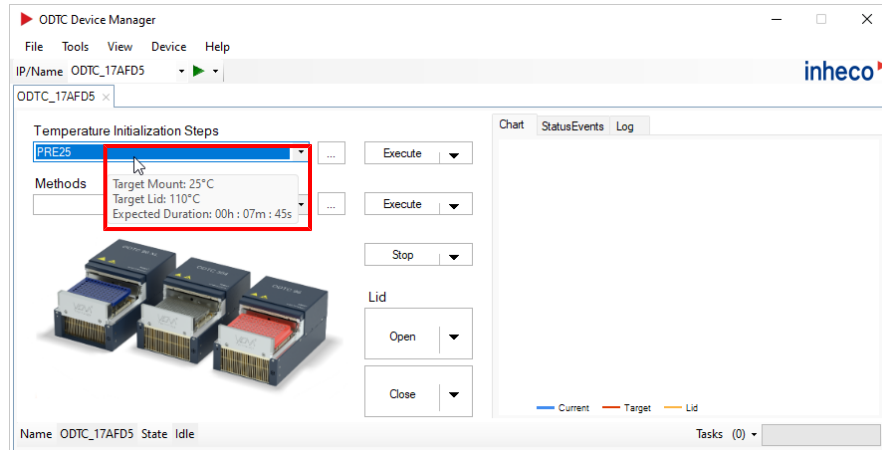 ODTC Device Manager
File Tools View Device Help
IP/Name ODTC_17AFD5
inheco
ODTC_17AFD5
Temperature Initialization Steps
PRE25
... Execute
Target Mount: 25°C
Target Lid: 110°C
Expected Duration: 00h : 07m : 45s
Methods
... Execute
Stop
Lid
Open
Close
Chart StatusEvents Log
Current Target Lid
Name ODTC_17AFD5 State Idle
Tasks (0)